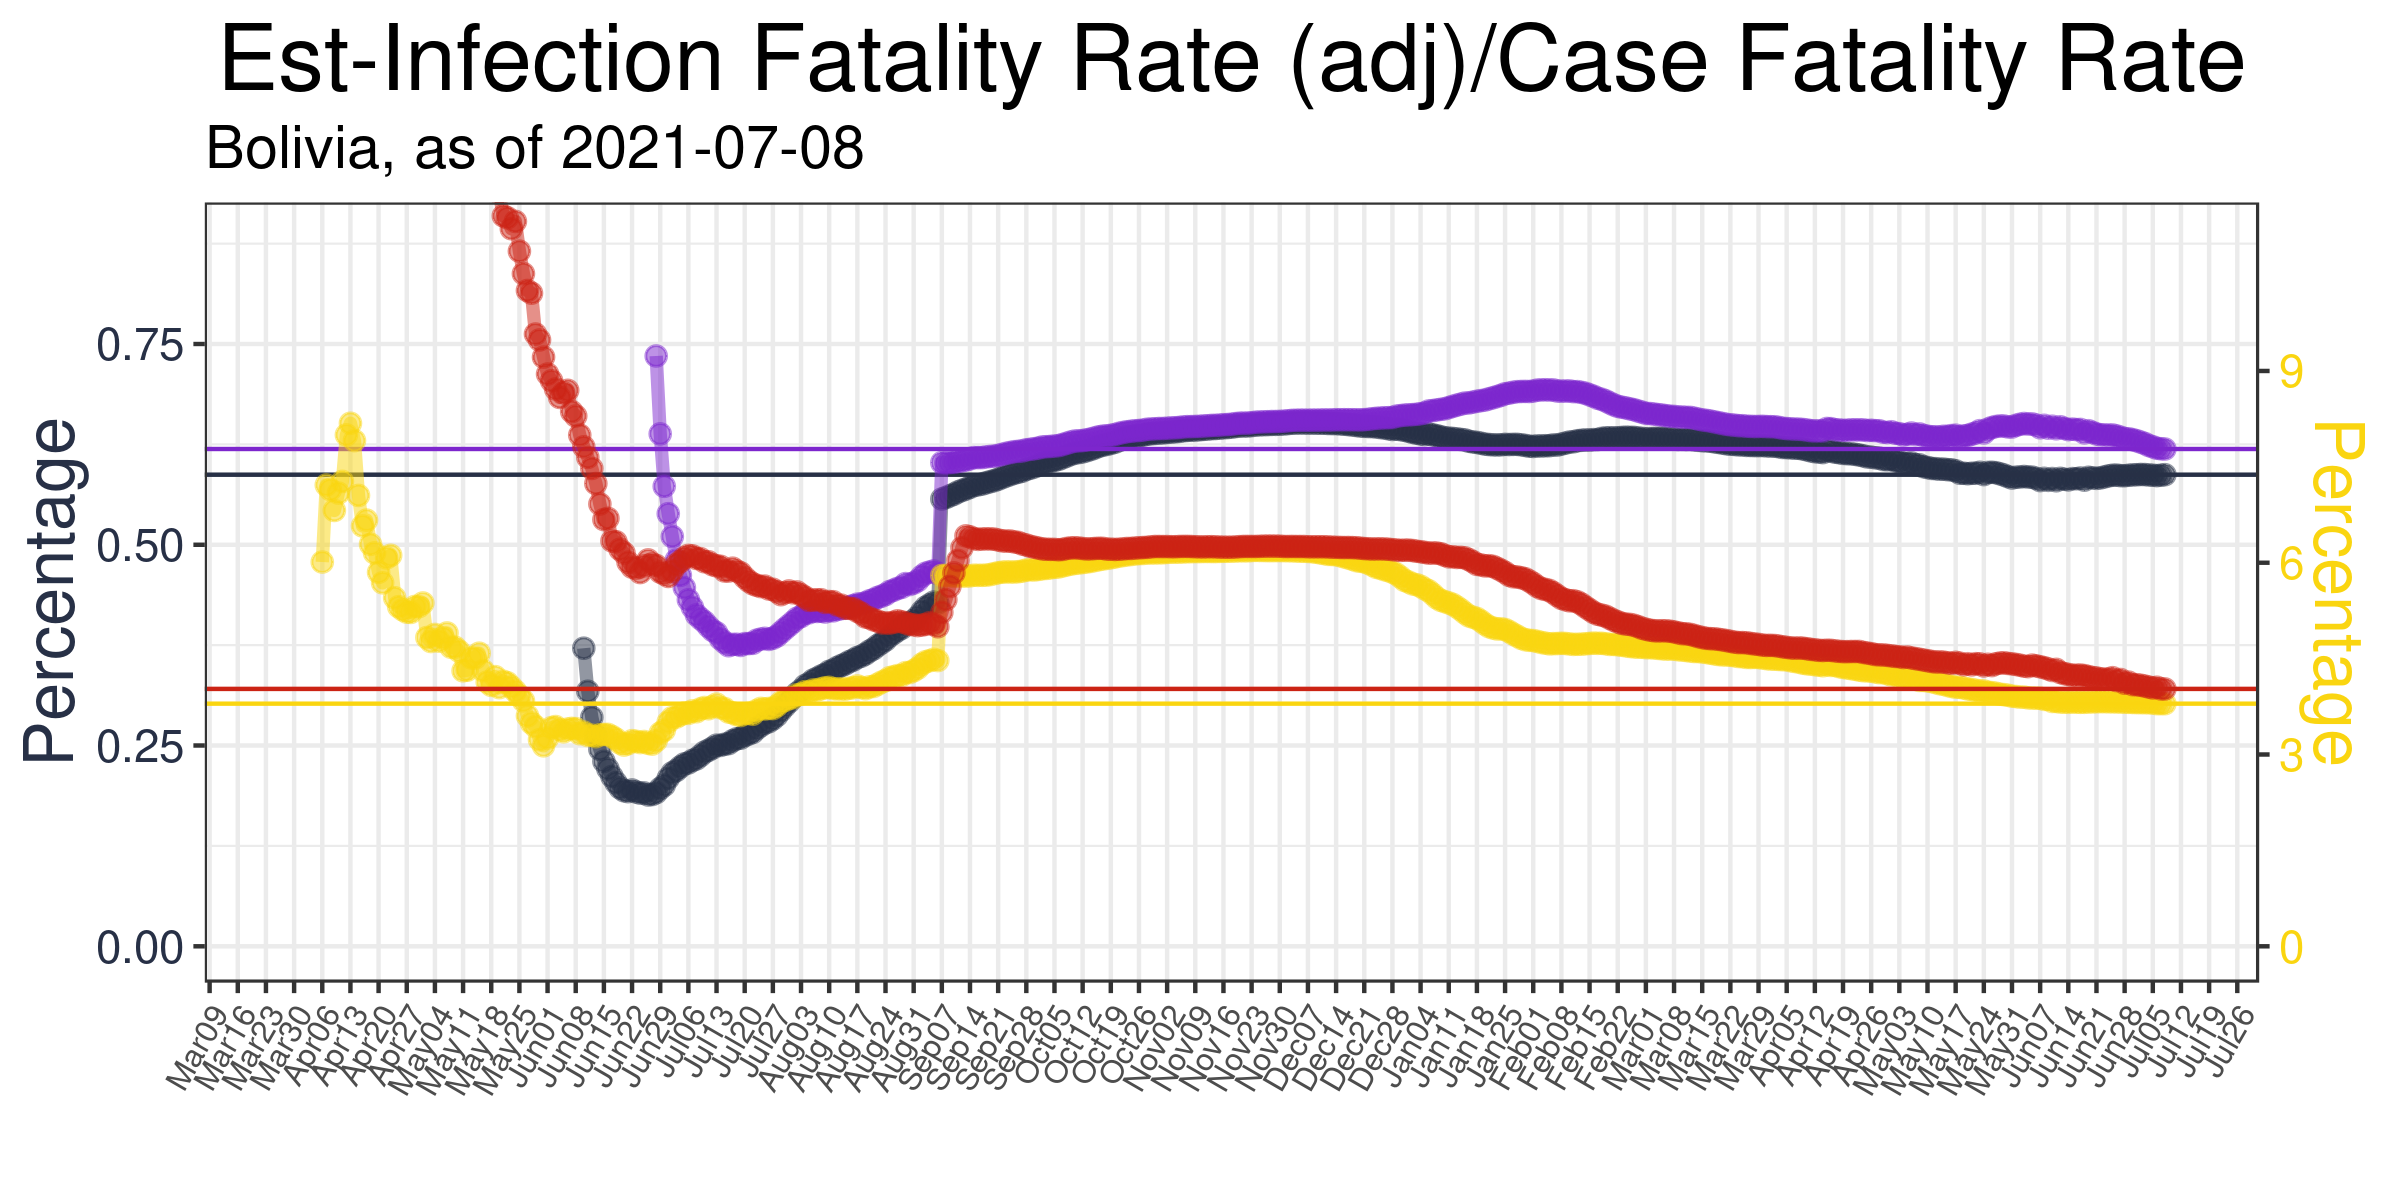 Est-Infection Fatality Rate (adj)/Case Fatality Rate
Bolivia, as of 2021-07-08
Percentage
0.75
0.50
0.25
0.00
9
6
3
0
Percentage
Mar09
Mar16
Mar23
Mar30
Apr06
Apr13
Apr20
Apr27
May04
May11
May18
May25
Jun01
Jun08
Jun15
Jun22
Jun29
Jul06
Jul13
Jul20
Jul27
Aug03
Aug10
Aug17
Aug24
Aug31
Sep07
Sep14
Sep21
Sep28
Oct05
Oct12
Oct19
Oct26
Nov02
Nov09
Nov16
Nov23
Nov30
Dec07
Dec14
Dec21
Dec28
Jan04
Jan11
Jan18
Jan25
Feb01
Feb08
Feb15
Feb22
Mar01
Mar08
Mar15
Mar22
Mar29
Apr05
Apr12
Apr19
Apr26
May03
May10
May17
May24
May31
Jun07
Jun14
Jun21
Jun28
Jul05
Jul12
Jul19
Jul26